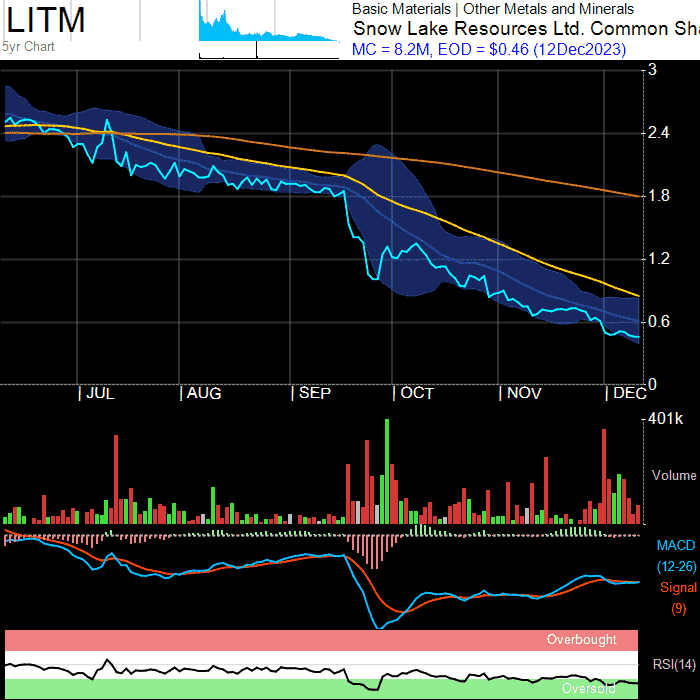 LITM
5yr Chart
Basic Materials | Other Metals and Minerals
Snow Lake Resources Ltd. Common Sha
MC = 8.2M, EOD = $0.46 (12Dec2023)
3
2.4
1.8
1.2
0.6
0
| JUL | AUG | SEP | OCT | NOV | DEC
401k
Volume
MACD
(12-26)
Signal
(9)
Overbought
RSI(14)
Oversold